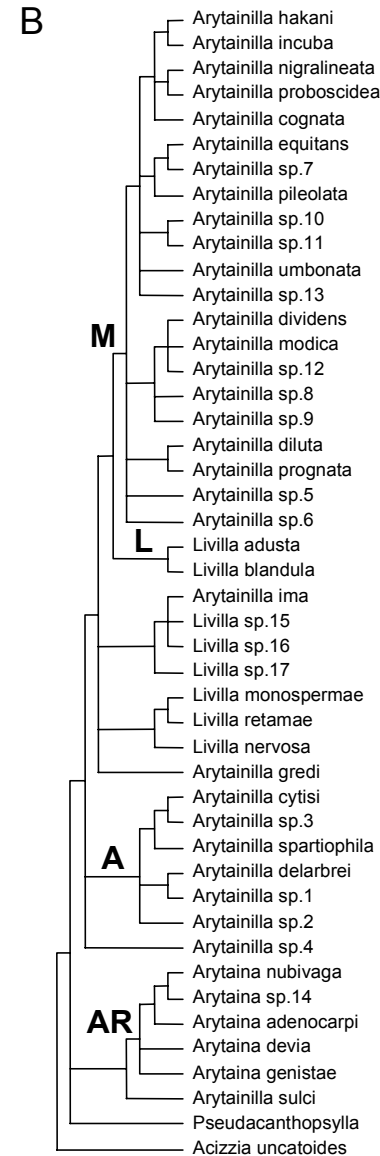 B
Arytainilla hakani
Arytainilla incuba
Arytainilla nigralineata
Arytainilla proboscidea
Arytainilla cognata
Arytainilla equitans
Arytainilla sp.7
Arytainilla pileolata
Arytainilla sp.10
Arytainilla sp.11
Arytainilla umbonata
Arytainilla sp.13
Arytainilla dividens
M
Arytainilla modica
Arytainilla sp.12
Arytainilla sp.8
Arytainilla sp.9
Arytainilla diluta
Arytainilla prognata
Arytainilla sp.5
Arytainilla sp.6
L
Livilla adusta
Livilla blandula
Arytainilla ima
Livilla sp.15
Livilla sp.16
Livilla sp.17
Livilla monospermae
Livilla retamae
Livilla nervosa
Arytainilla gredi
Arytainilla cytisi
Arytainilla sp.3
Arytainilla spartiophila
A
Arytainilla delarbrei
Arytainilla sp.1
Arytainilla sp.2
Arytainilla sp.4
Arytaina nubivaga
Arytaina sp.14
AR
Arytaina adenocarpi
Arytaina devia
Arytaina genistae
Arytainilla sulci
Pseudacanthopsylla
Acizzia uncatoides